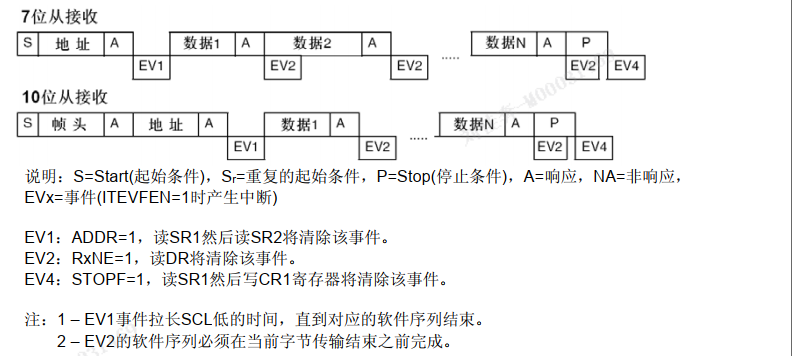 7位从接收
S 地址 A 数据1 A 数据2 A ..... 数据N A P
EV1 EV2 EV2 EV2 EV4
10位从接收
S 帧头 A 地址 A 数据1 A ..... 数据N A P
EV1 EV2 EV2 EV4
说明：S=Start(起始条件)，Sr=重复的起始条件，P=Stop(停止条件)，A=响应，NA=非响应，
EVx=事件(ITEVFEN=1时产生中断)
EV1：ADDR=1，读SR1然后读SR2将清除该事件。
EV2：RxNE=1，读DR将清除该事件。
EV4：STOPF=1，读SR1然后写CR1寄存器将清除该事件。
注：1 – EV1事件拉长SCL低的时间，直到对应的软件序列结束。
2 – EV2的软件序列必须在当前字节传输结束之前完成。